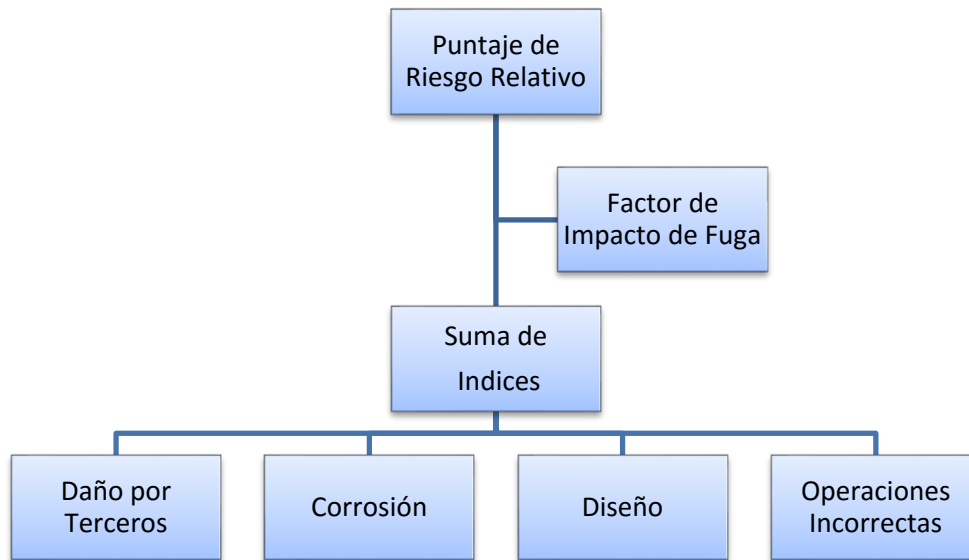 Puntaje de
Riesgo Relativo
Factor de
Impacto de Fuga
Suma de
Indices
Daño por
Terceros
Corrosión
Diseño
Operaciones
Incorrectas